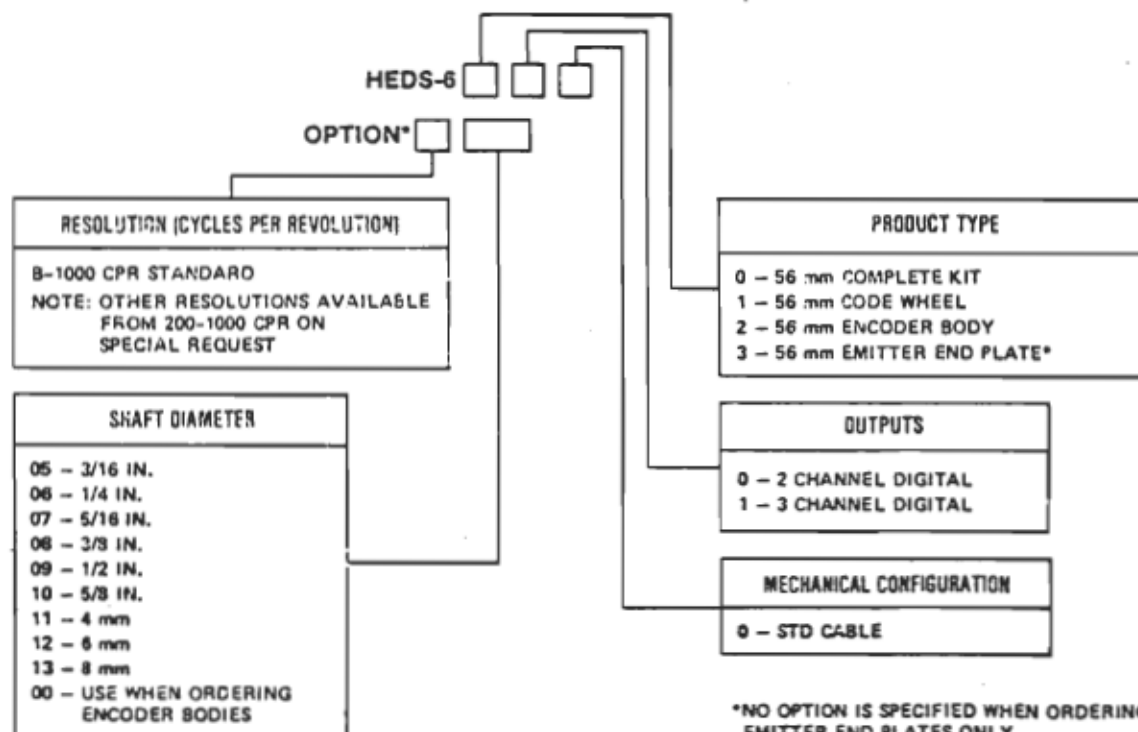 HEDS-6
OPTION*
RESOLUTION (CYCLES PER REVOLUTION)
B-1000 CPR STANDARD
NOTE: OTHER RESOLUTIONS AVAILABLE
FROM 200-1000 CPR ON
SPECIAL REQUEST
SHAFT DIAMETER
05 – 3/16 IN.
06 – 1/4 IN.
07 – 5/16 IN.
08 – 3/8 IN.
09 – 1/2 IN.
10 – 5/8 IN.
11 – 4 mm
12 – 6 mm
13 – 8 mm
00 – USE WHEN ORDERING
ENCODER BODIES
PRODUCT TYPE
0 – 56 mm COMPLETE KIT
1 – 56 mm CODE WHEEL
2 – 56 mm ENCODER BODY
3 – 56 mm EMITTER END PLATE*
OUTPUTS
0 – 2 CHANNEL DIGITAL
1 – 3 CHANNEL DIGITAL
MECHANICAL CONFIGURATION
0 – STD CABLE
*NO OPTION IS SPECIFIED WHEN ORDERING
EMITTER END PLATES ONLY